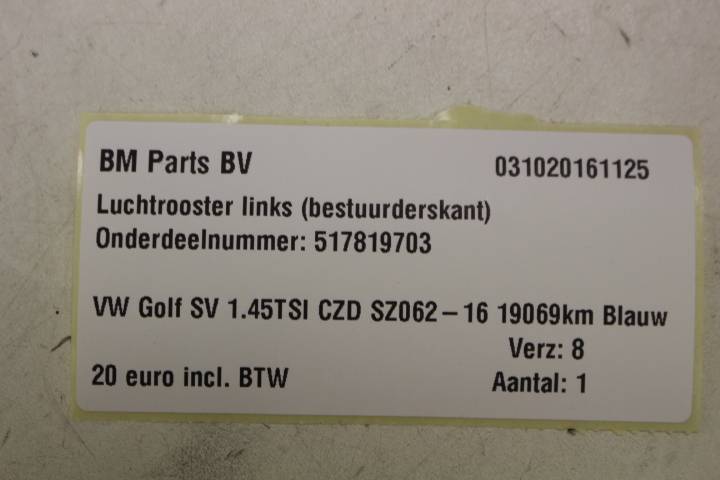 BM Parts BV 031020161125
Luchtrooster links (bestuurderskant)
Onderdeelnummer: 517819703
VW Golf SV 1.45TSI CZD SZ062-16 19069km Blauw
Verz: 8
20 euro incl. BTW Aantal: 1